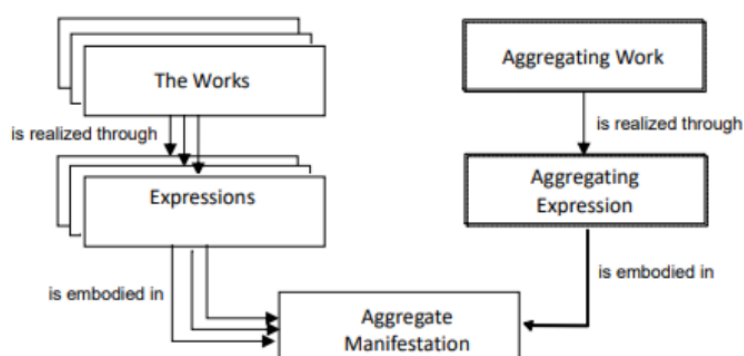 The Works
Aggregating Work
is realized through
is realized through
Expressions
Aggregating
Expression
is embodied in
is embodied in
Aggregate
Manifestation